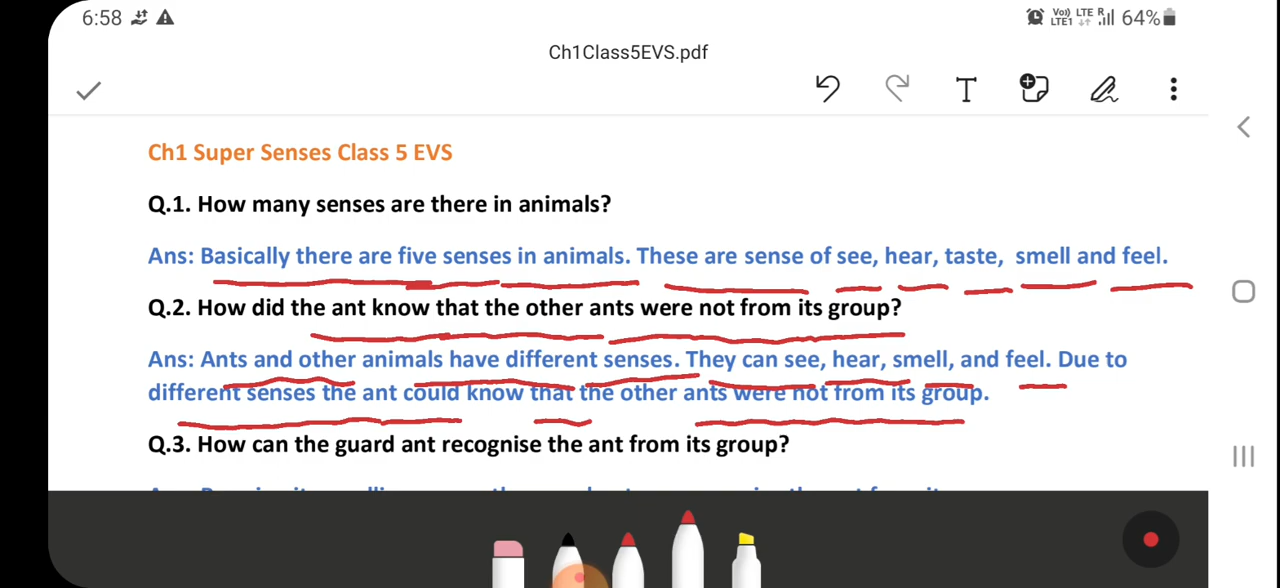 6:58 Vo)) LTE R LTE1 64%
Ch1Class5EVS.pdf
T
Ch1 Super Senses Class 5 EVS
Q.1. How many senses are there in animals?
Ans: Basically there are five senses in animals. These are sense of see, hear, taste, smell and feel.
Q.2. How did the ant know that the other ants were not from its group?
Ans: Ants and other animals have different senses. They can see, hear, smell, and feel. Due to
different senses the ant could know that the other ants were not from its group.
Q.3. How can the guard ant recognise the ant from its group?